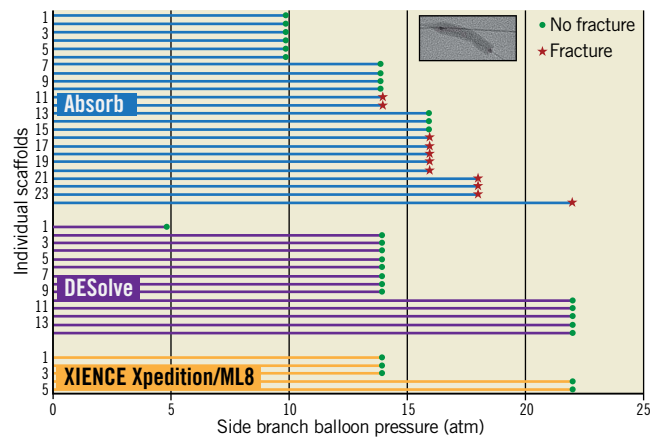 No fracture
Fracture
Individual scaffolds
1
3
5
7
9
11
13
15
17
19
21
23
Absorb
1
3
5
7
9
11
13
DESolve
1
3
5
XIENCE Xpedition/ML8
0 5 10 15 20 25
Side branch balloon pressure (atm)